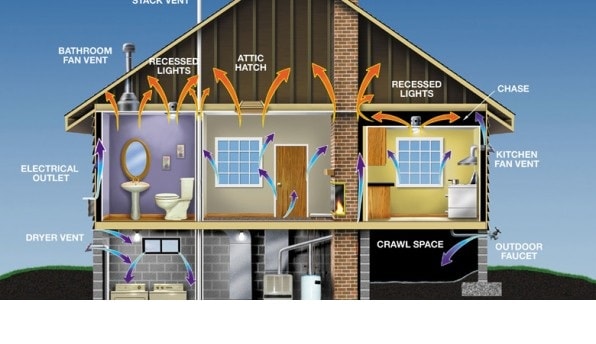 STACK VENT
BATHROOM
FAN VENT
RECESSED
LIGHTS
ATTIC
HATCH
RECESSED
LIGHTS
CHASE
ELECTRICAL
OUTLET
KITCHEN
FAN VENT
DRYER VENT
CRAWL SPACE
OUTDOOR
FAUCET